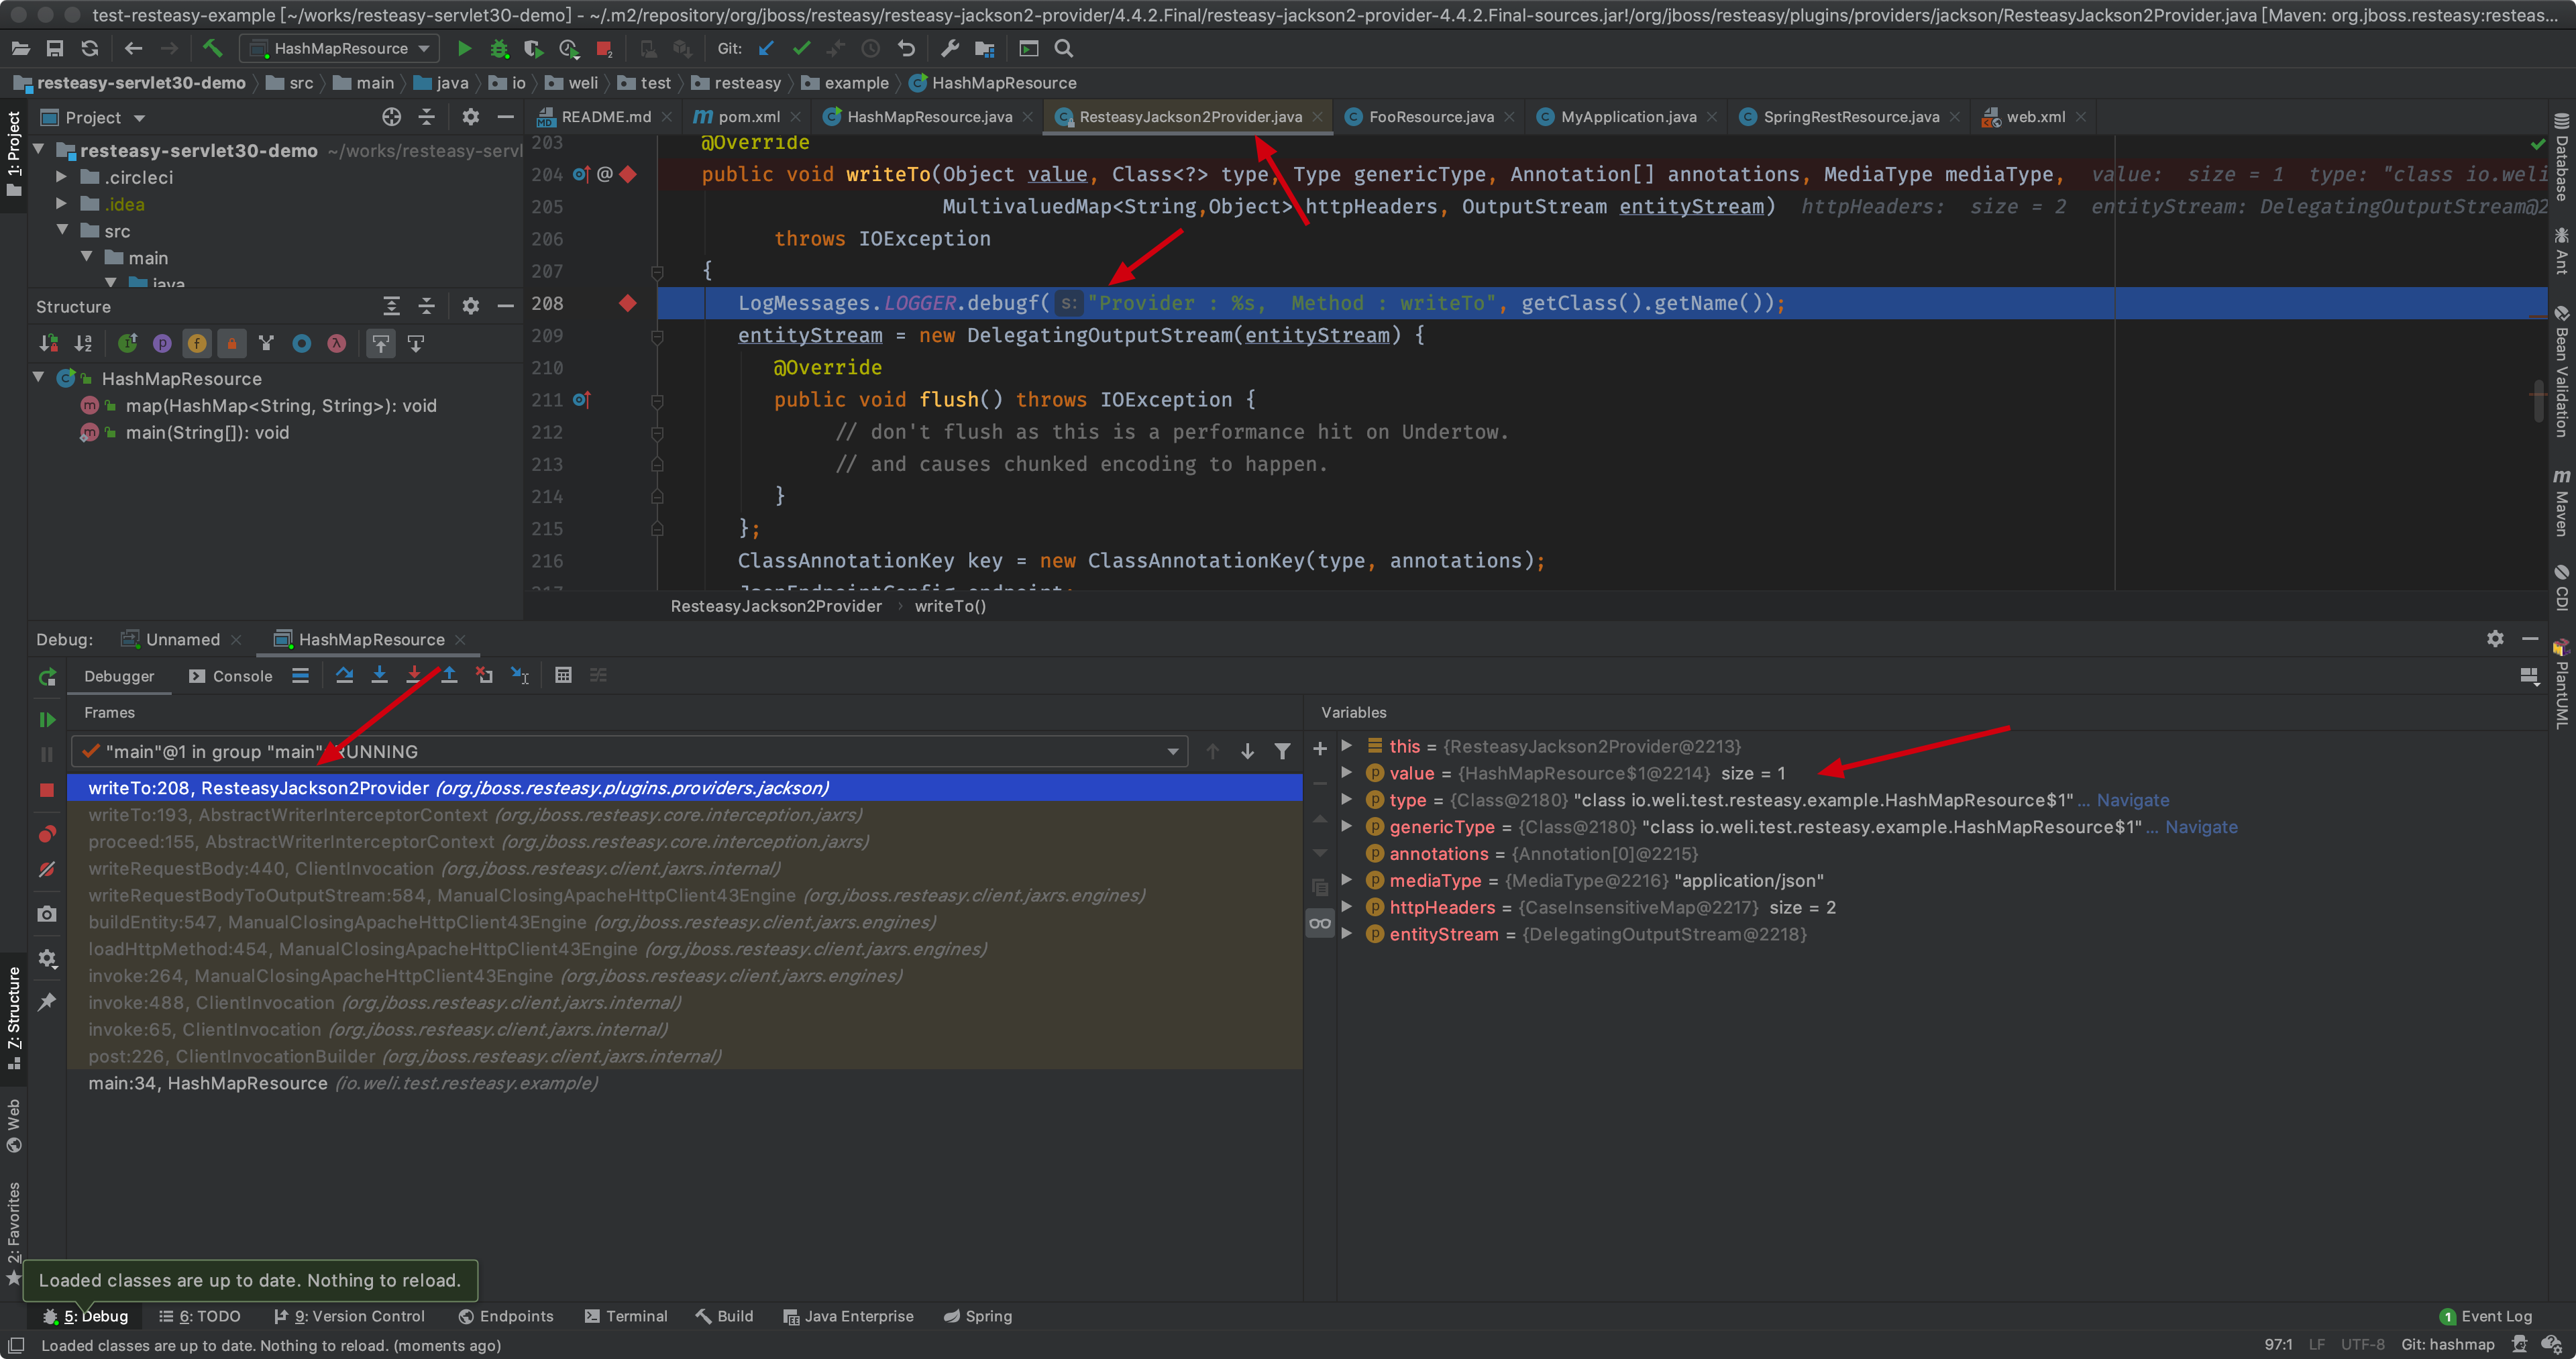 test-resteasy-example [~/works/resteasy-servlet30-demo] - ~/.m2/repository/org/jboss/resteasy/resteasy-jackson2-provider/4.4.2.Final/resteasy-jackson2-provider-4.4.2.Final-sources.jar!/org/jboss/resteasy/plugins/providers/jackson/ResteasyJackson2Provider.java [Maven: org.jboss.resteasy:resteas...
HashMapResource Git:
resteasy-servlet30-demo src main java io weli test resteasy example HashMapResource
Project README.md pom.xml HashMapResource.java ResteasyJackson2Provider.java FooResource.java MyApplication.java SpringRestResource.java web.xml
1: Project
resteasy-servlet30-demo ~/works/resteasy-servl
.circleci
.idea
src
main
java
203 @Override
204 @ public void writeTo(Object value, Class<?> type, Type genericType, Annotation[] annotations, MediaType mediaType, value: size = 1 type: "class io.weli
205 MultivaluedMap<String,Object> httpHeaders, OutputStream entityStream) httpHeaders: size = 2 entityStream: DelegatingOutputStream@2
206 throws IOException
207 {
208 LogMessages.LOGGER.debugf( s: "Provider : %s, Method : writeTo", getClass().getName());
209 entityStream = new DelegatingOutputStream(entityStream) {
210 @Override
211 public void flush() throws IOException {
212 // don't flush as this is a performance hit on Undertow.
213 // and causes chunked encoding to happen.
214 }
215 };
216 ClassAnnotationKey key = new ClassAnnotationKey(type, annotations);
217 JsonEndpointConfig endpoint;
ResteasyJackson2Provider › writeTo()
Structure
HashMapResource
map(HashMap<String, String>): void
main(String[]): void
Database
Ant
Bean Validation
Maven
CDI
PlantUML
Debug: Unnamed HashMapResource
Debugger Console
Frames
"main"@1 in group "main": RUNNING
writeTo:208, ResteasyJackson2Provider (org.jboss.resteasy.plugins.providers.jackson)
writeTo:193, AbstractWriterInterceptorContext (org.jboss.resteasy.core.interception.jaxrs)
proceed:155, AbstractWriterInterceptorContext (org.jboss.resteasy.core.interception.jaxrs)
writeRequestBody:440, ClientInvocation (org.jboss.resteasy.client.jaxrs.internal)
writeRequestBodyToOutputStream:584, ManualClosingApacheHttpClient43Engine (org.jboss.resteasy.client.jaxrs.engines)
buildEntity:547, ManualClosingApacheHttpClient43Engine (org.jboss.resteasy.client.jaxrs.engines)
loadHttpMethod:454, ManualClosingApacheHttpClient43Engine (org.jboss.resteasy.client.jaxrs.engines)
invoke:264, ManualClosingApacheHttpClient43Engine (org.jboss.resteasy.client.jaxrs.engines)
invoke:488, ClientInvocation (org.jboss.resteasy.client.jaxrs.internal)
invoke:65, ClientInvocation (org.jboss.resteasy.client.jaxrs.internal)
post:226, ClientInvocationBuilder (org.jboss.resteasy.client.jaxrs.internal)
main:34, HashMapResource (io.weli.test.resteasy.example)
Variables
this = {ResteasyJackson2Provider@2213}
value = {HashMapResource$1@2214} size = 1
type = {Class@2180} "class io.weli.test.resteasy.example.HashMapResource$1" ... Navigate
genericType = {Class@2180} "class io.weli.test.resteasy.example.HashMapResource$1" ... Navigate
annotations = {Annotation[0]@2215}
mediaType = {MediaType@2216} "application/json"
httpHeaders = {CaseInsensitiveMap@2217} size = 2
entityStream = {DelegatingOutputStream@2218}
7: Structure
Web
2: Favorites
Loaded classes are up to date. Nothing to reload.
5: Debug 6: TODO 9: Version Control Endpoints Terminal Build Java Enterprise Spring 1 Event Log
Loaded classes are up to date. Nothing to reload. (moments ago) 97:1 LF UTF-8 Git: hashmap